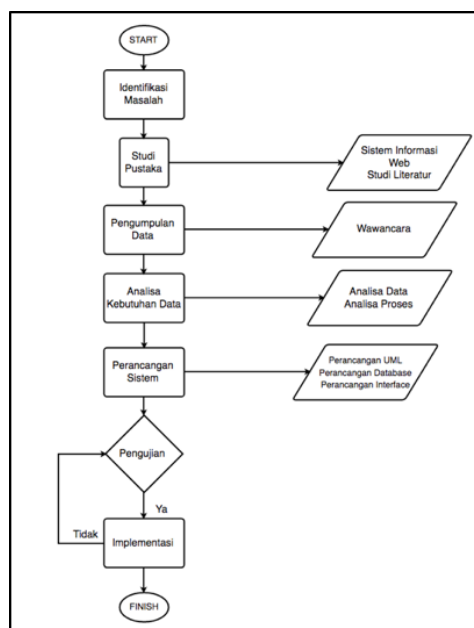 START
Identifikasi
Masalah
Studi
Pustaka
Sistem Informasi
Web
Studi Literatur
Pengumpulan
Data
Wawancara
Analisa
Kebutuhan Data
Analisa Data
Analisa Proses
Perancangan
Sistem
Perancangan UML
Perancangan Database
Perancangan Interface
Pengujian
Ya
Tidak
Implementasi
FINISH